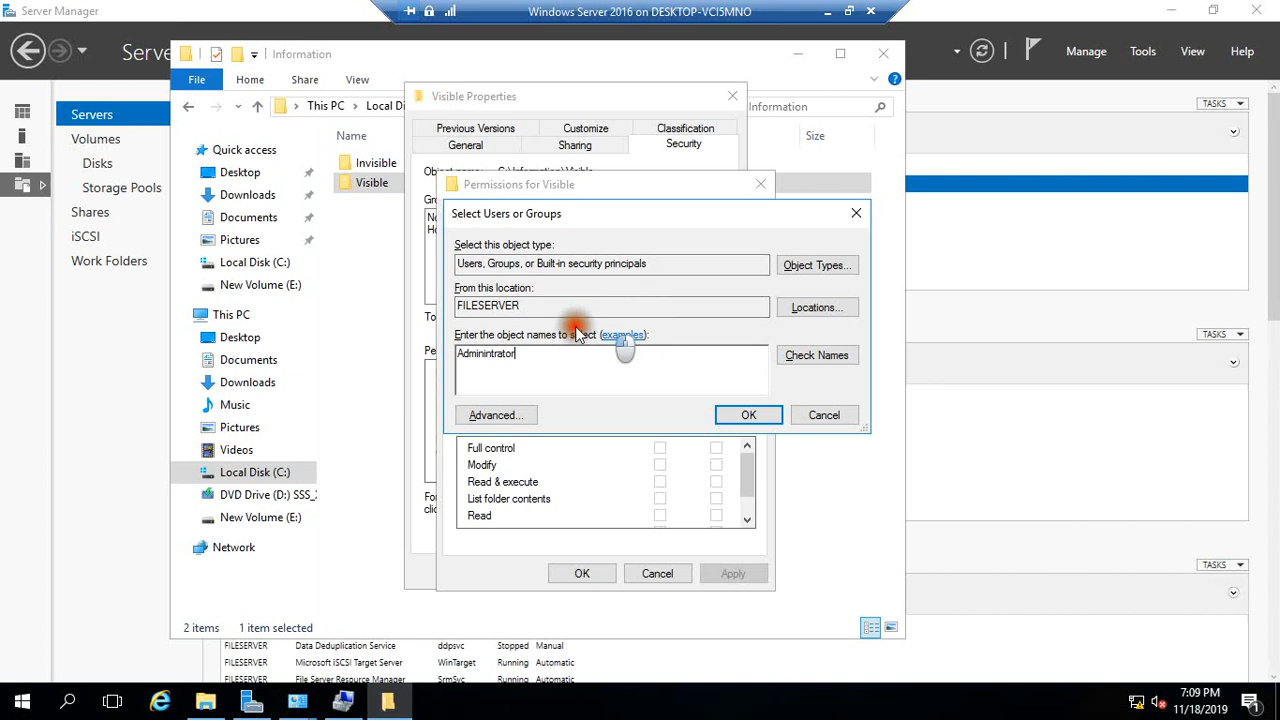 Server Manager
Windows Server 2016 on DESKTOP-VCI5MNO
Manage
Tools
View
Help
Servers
Volumes
Disks
Storage Pools
Shares
iSCSI
Work Folders
Information
File
Home
Share
View
This PC
Name
Size
Quick access
Desktop
Downloads
Documents
Pictures
Local Disk (C:)
New Volume (E:)
This PC
Desktop
Documents
Downloads
Music
Pictures
Videos
Local Disk (C:)
DVD Drive (D:)
New Volume (E:)
Network
Invisible
Visible
2 items
1 item selected
Visible Properties
Previous Versions
Customize
Classification
General
Sharing
Security
Permissions for Visible
Select Users or Groups
Select this object type:
Users, Groups, or Built-in security principals
Object Types...
From this location:
FILESERVER
Locations...
Enter the object names to select (examples):
Adminintrator
Check Names
Advanced...
OK
Cancel
Full control
Modify
Read & execute
List folder contents
Read
OK
Cancel
Apply
TASKS
TASKS
TASKS
FILESERVER Data Deduplication Service ddpsvc Stopped Manual
FILESERVER Microsoft iSCSI Target Server WinTarget Running Automatic
FILESERVER File Server Resource Manager SrmSvc Running Automatic
7:09 PM
11/18/2019